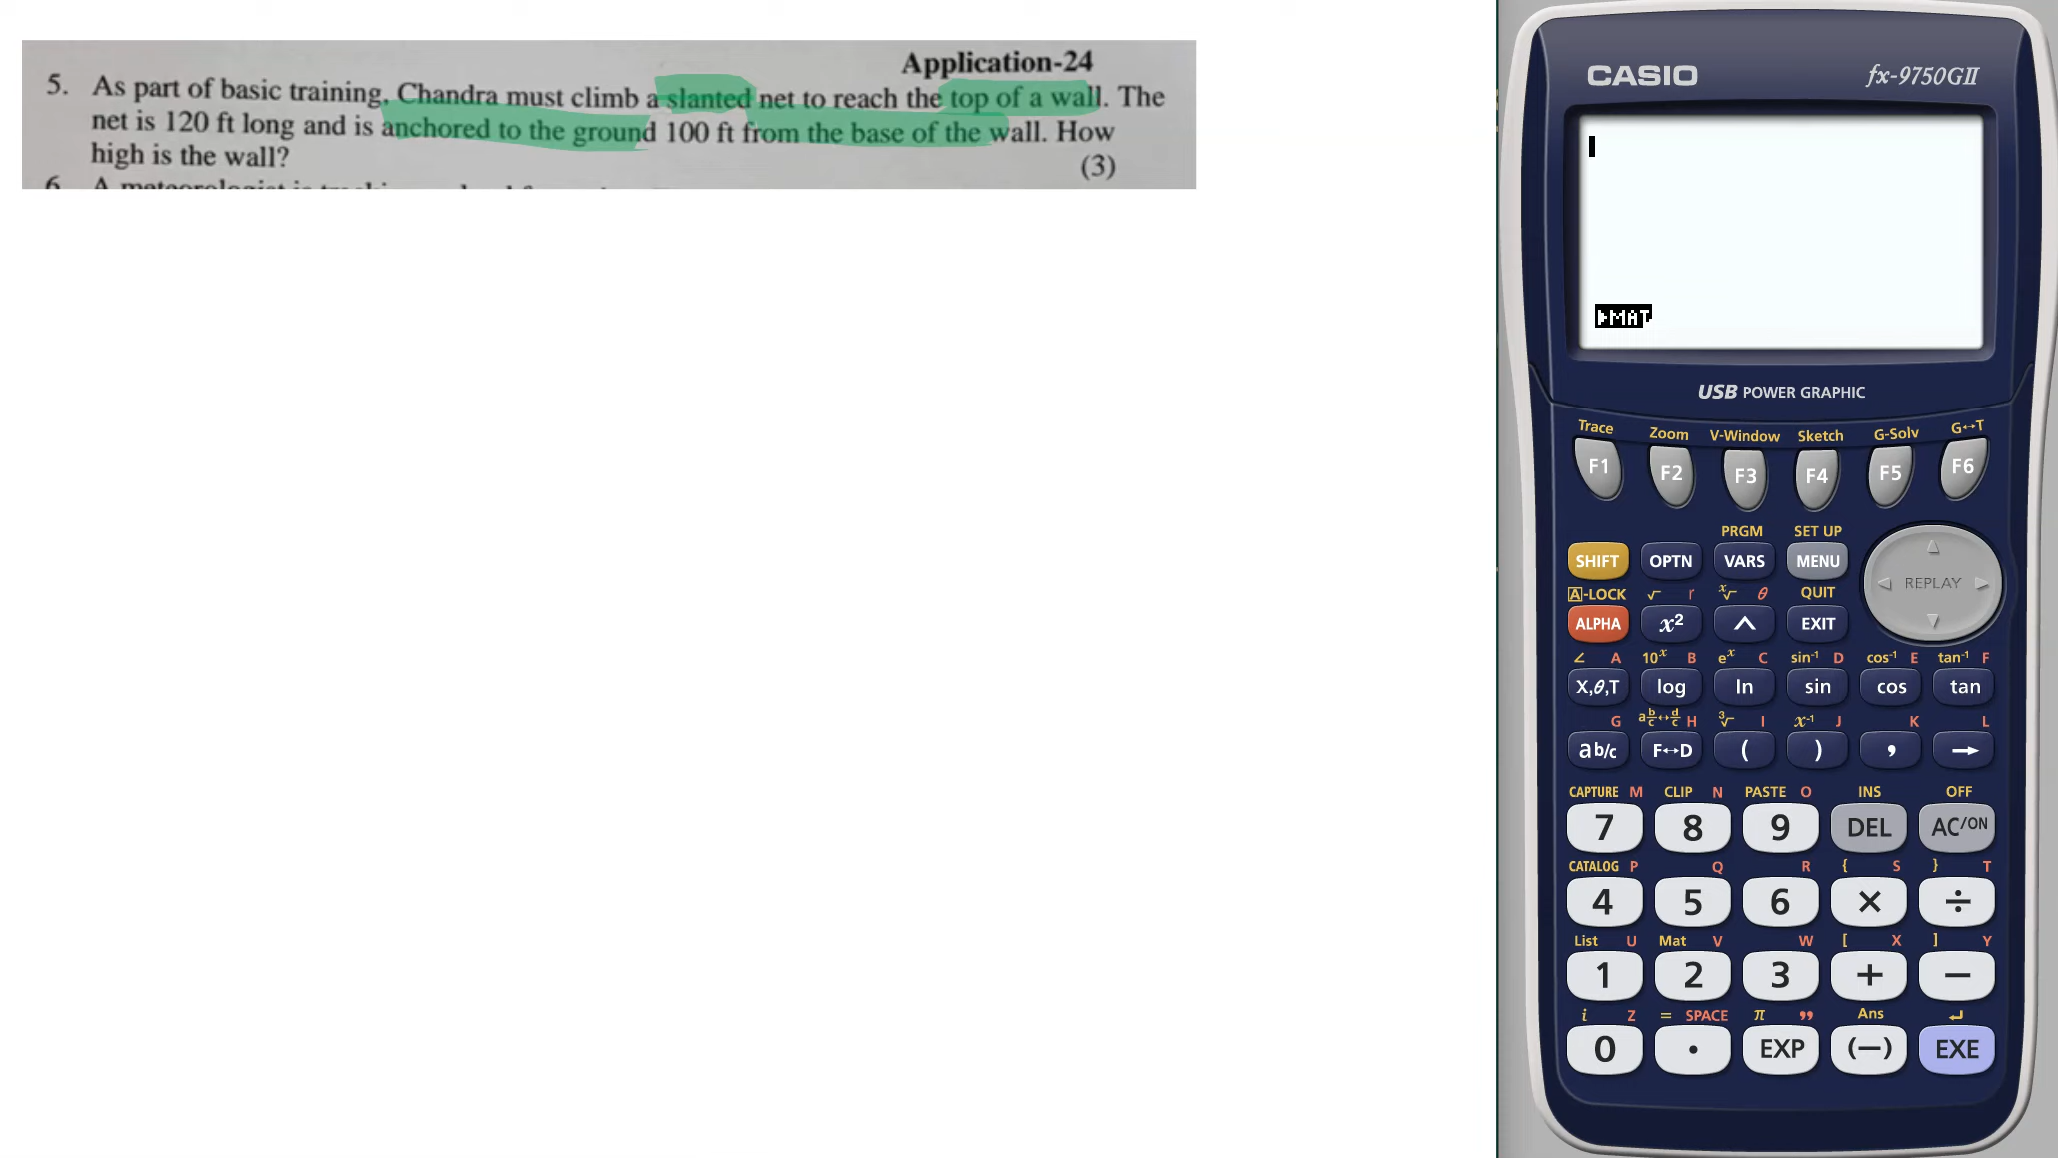 Application-24
5. As part of basic training, Chandra must climb a slanted net to reach the top of a wall. The
net is 120 ft long and is anchored to the ground 100 ft from the base of the wall. How
high is the wall?
(3)
CASIO fx-9750GII
▶MAT
USB POWER GRAPHIC
Trace Zoom V-Window Sketch G-Solv G↔T
F1 F2 F3 F4 F5 F6
PRGM SET UP
SHIFT OPTN VARS MENU
REPLAY
A-LOCK √ r ˣ√ θ QUIT
ALPHA x² ^ EXIT
∠ A 10ˣ B eˣ C sin⁻¹ D cos⁻¹ E tan⁻¹ F
X,θ,T log ln sin cos tan
G a b/c↔d/c H ³√ I x⁻¹ J K L
a b/c F↔D ( ) , →
CAPTURE M CLIP N PASTE O INS OFF
7 8 9 DEL AC/ON
CATALOG P Q R { S } T
4 5 6 × ÷
List U Mat V W [ X ] Y
1 2 3 + −
i Z = SPACE π ” Ans ↵
0 • EXP (−) EXE